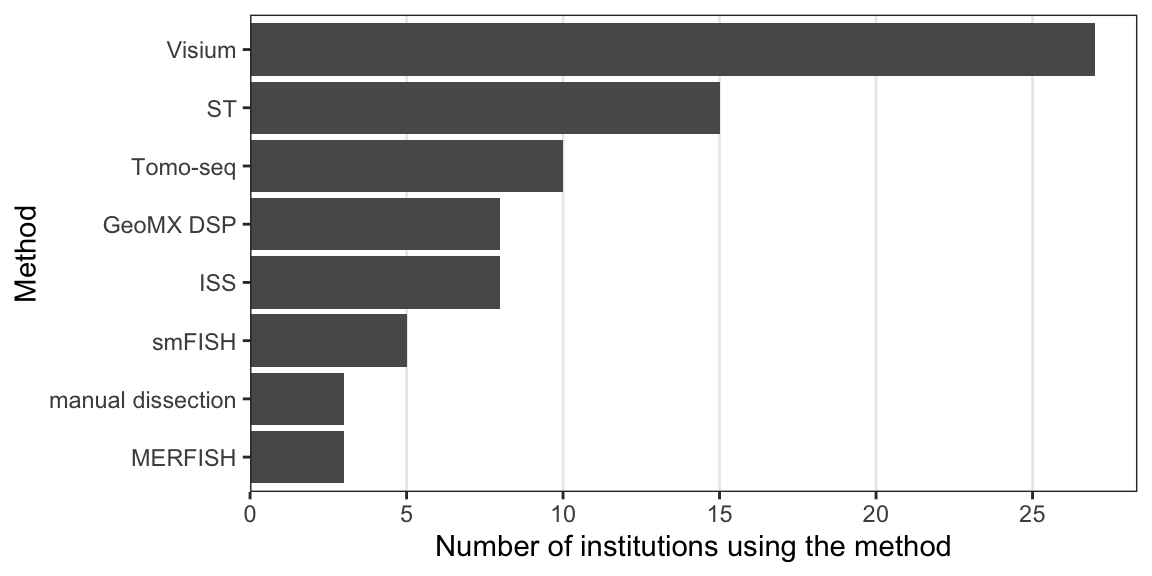 Method
Visium
ST
Tomo-seq
GeoMX DSP
ISS
smFISH
manual dissection
MERFISH
0 5 10 15 20 25
Number of institutions using the method